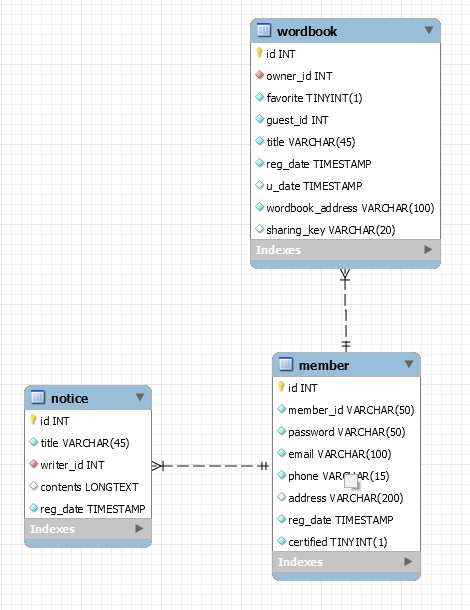 wordbook
id INT
owner_id INT
favorite TINYINT(1)
guest_id INT
title VARCHAR(45)
reg_date TIMESTAMP
u_date TIMESTAMP
wordbook_address VARCHAR(100)
sharing_key VARCHAR(20)
Indexes
member
id INT
member_id VARCHAR(50)
password VARCHAR(50)
email VARCHAR(100)
phone VARCHAR(15)
address VARCHAR(200)
reg_date TIMESTAMP
certified TINYINT(1)
Indexes
notice
id INT
title VARCHAR(45)
writer_id INT
contents LONGTEXT
reg_date TIMESTAMP
Indexes